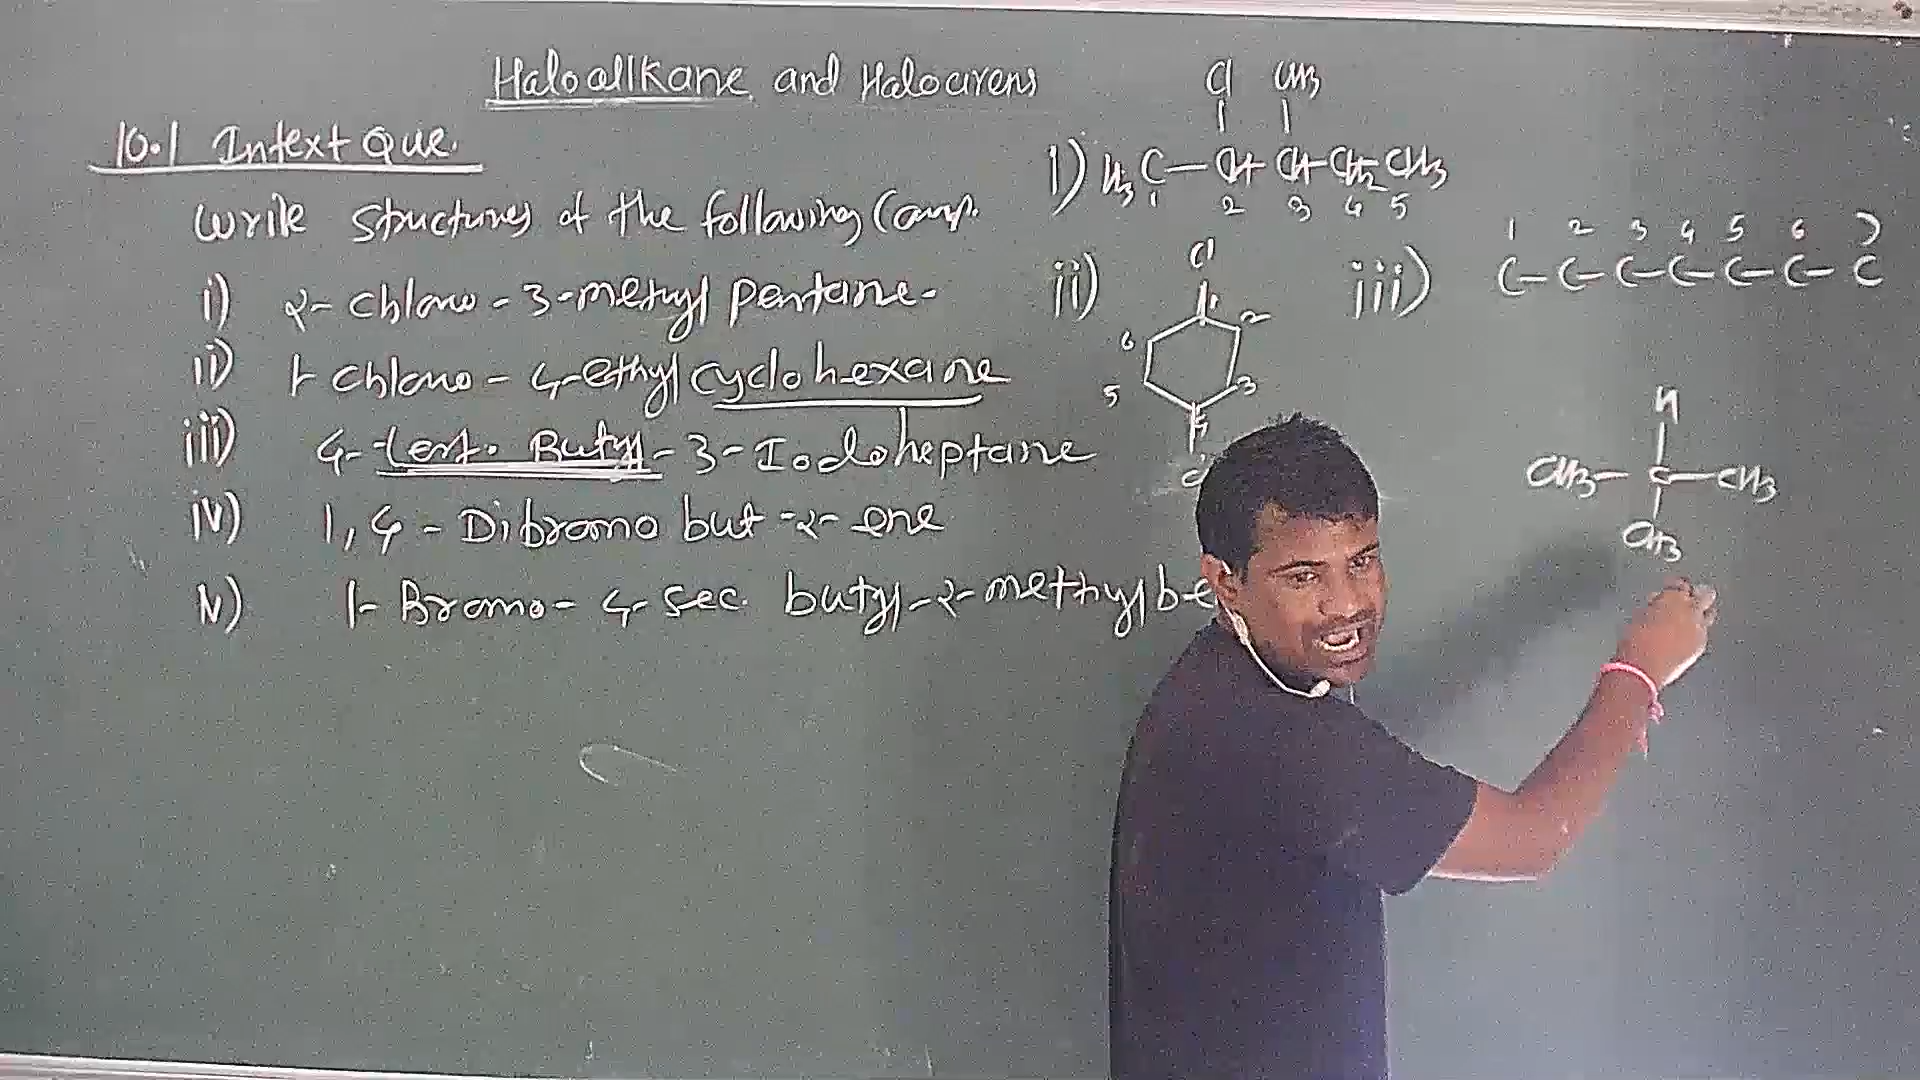 Haloalkane and Haloarens
10.1 Intext Que.
Write structures of the following Comp.
i) 2-chloro-3-methyl pentane-
ii) 1-chloro-4-ethyl cyclohexane
iii) 4-tert. Butyl-3-Iodoheptane
iv) 1,4-Dibromo but-2-ene
v) 1-Bromo-4-sec. butyl-2-methylbe
Cl CH3
1) H3C-CH-CH-CH2-CH3
1 2 3 4 5
ii)
Cl
1 2
6
5 3
iii)
1 2 3 4 5 6 7
C-C-C-C-C-C-C
H
CH3-C-CH3
CH3